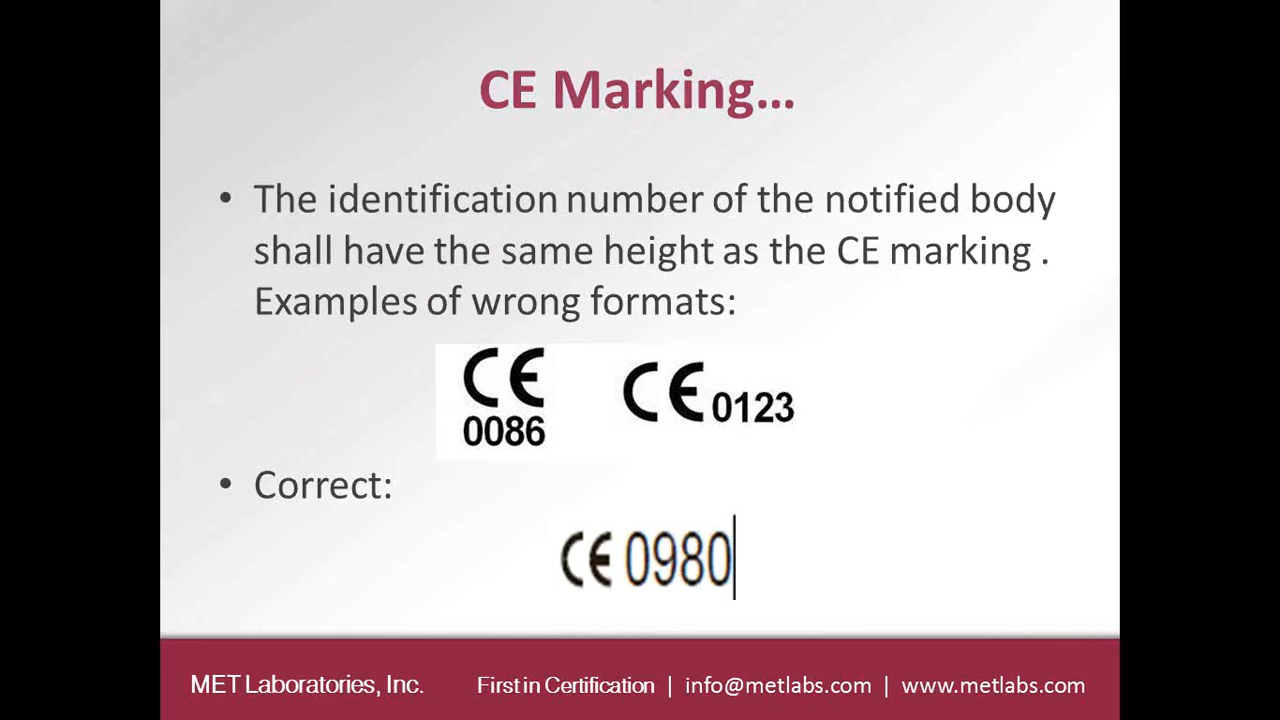 CE Marking...
• The identification number of the notified body
shall have the same height as the CE marking .
Examples of wrong formats:
CE
0086
CE 0123
• Correct:
CE 0980
MET Laboratories, Inc. First in Certification | info@metlabs.com | www.metlabs.com